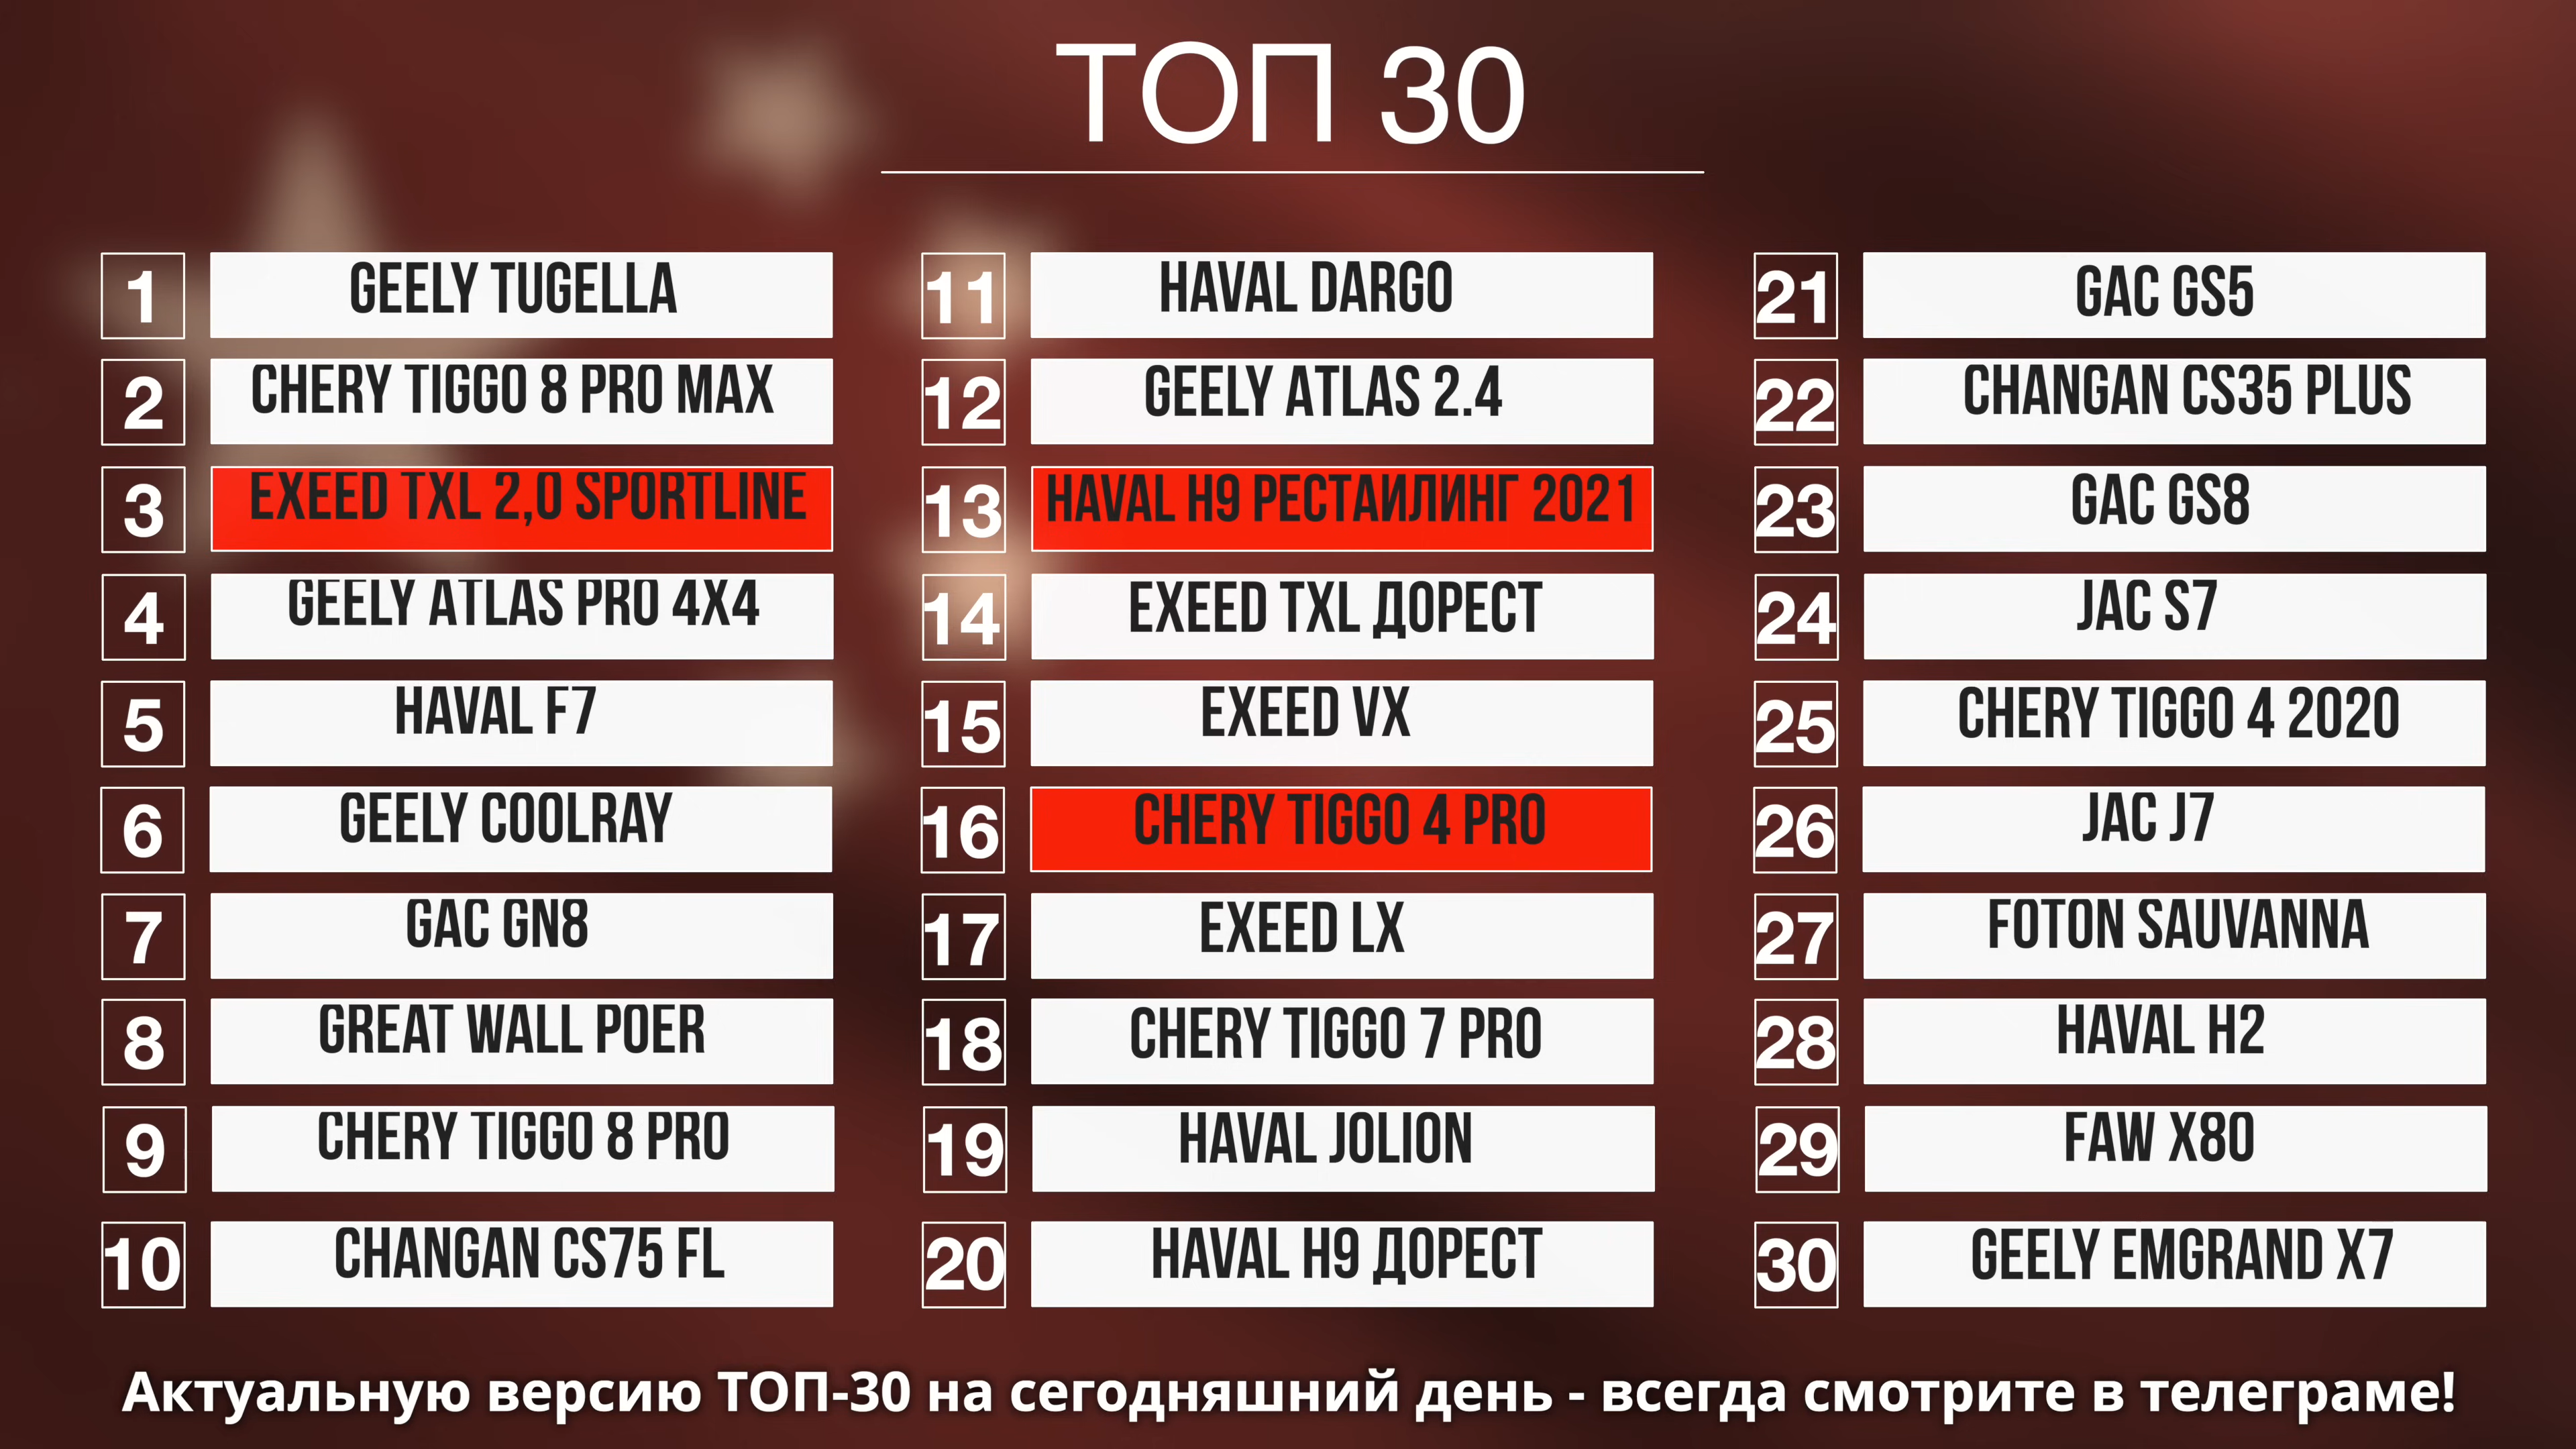 ТОП 30
1 GEELY TUGELLA
2 CHERY TIGGO 8 PRO MAX
3 EXEED TXL 2,0 SPORTLINE
4 GEELY ATLAS PRO 4X4
5 HAVAL F7
6 GEELY COOLRAY
7 GAC GN8
8 GREAT WALL POER
9 CHERY TIGGO 8 PRO
10 CHANGAN CS75 FL
11 HAVAL DARGO
12 GEELY ATLAS 2.4
13 HAVAL H9 РЕСТАИЛИНГ 2021
14 EXEED TXL ДОРЕСТ
15 EXEED VX
16 CHERY TIGGO 4 PRO
17 EXEED LX
18 CHERY TIGGO 7 PRO
19 HAVAL JOLION
20 HAVAL H9 ДОРЕСТ
21 GAC GS5
22 CHANGAN CS35 PLUS
23 GAC GS8
24 JAC S7
25 CHERY TIGGO 4 2020
26 JAC J7
27 FOTON SAUVANNA
28 HAVAL H2
29 FAW X80
30 GEELY EMGRAND X7
Актуальную версию ТОП-30 на сегодняшний день - всегда смотрите в телеграме!